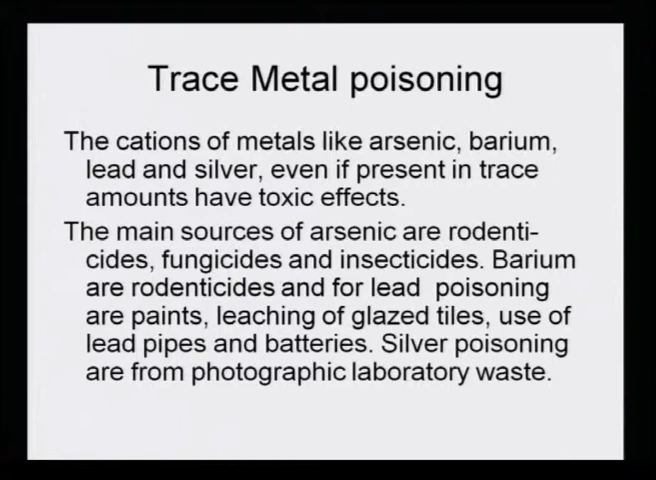 Trace Metal poisoning
The cations of metals like arsenic, barium,
lead and silver, even if present in trace
amounts have toxic effects.
The main sources of arsenic are rodenti-
cides, fungicides and insecticides. Barium
are rodenticides and for lead  poisoning
are paints, leaching of glazed tiles, use of
lead pipes and batteries. Silver poisoning
are from photographic laboratory waste.